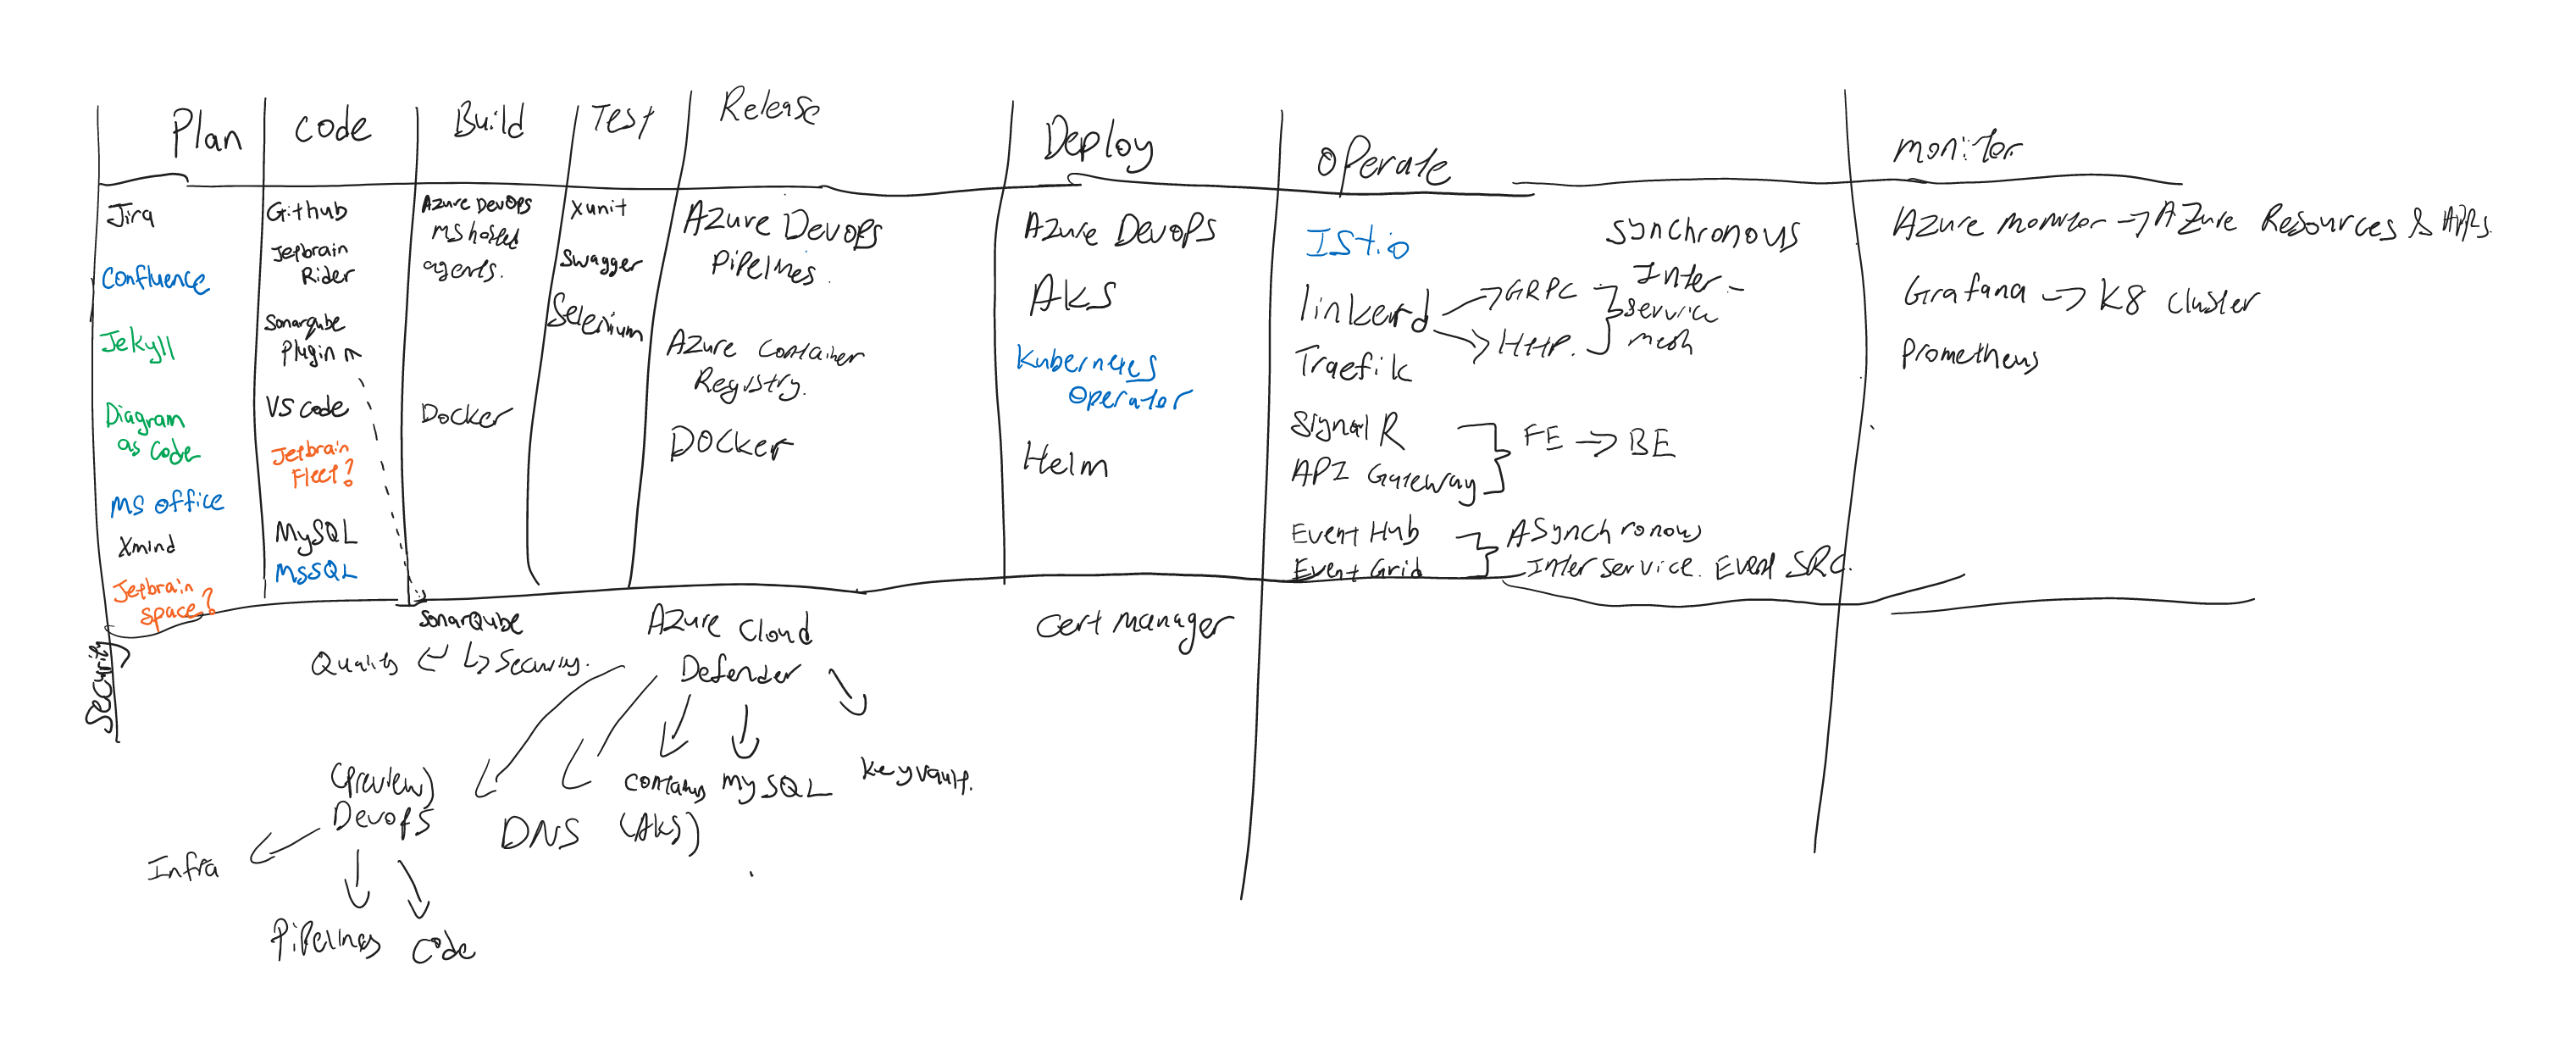 Plan
Code
Build
Test
Release
Deploy
Operate
monitor
Jira
Confluence
Jekyll
Diagram
as Code
MS office
Xmind
Jetbrain
space?
Github
Jetbrain
Rider
Sonarqube
Plugin
VS code
Jetbrain
Fleet?
MySQL
MSSQL
Azure DevOps
MS hosted
agents.
Docker
Xunit
Swagger
Selenium
Azure DevOps
Pipelines
Azure Container
Registry.
Docker
Azure DevOps
AKS
Kubernetes
Operator
Helm
Istio
linkerd
GRPC
HTTP.
Synchronous
Inter-
service
mesh
Traefik
Signal R
API Gateway
FE → BE
Event Hub
Event Grid
ASynchronous
Inter service. Event SRC.
Azure monitor → Azure Resources & APPs.
Grafana → K8 Cluster
Prometheus
Security
SonarQube
Quality
Security.
Azure Cloud
Defender
Cert manager
(preview)
Devops
DNS
(AKS)
MySQL
Keyvault.
Infra
Pipelines
Code